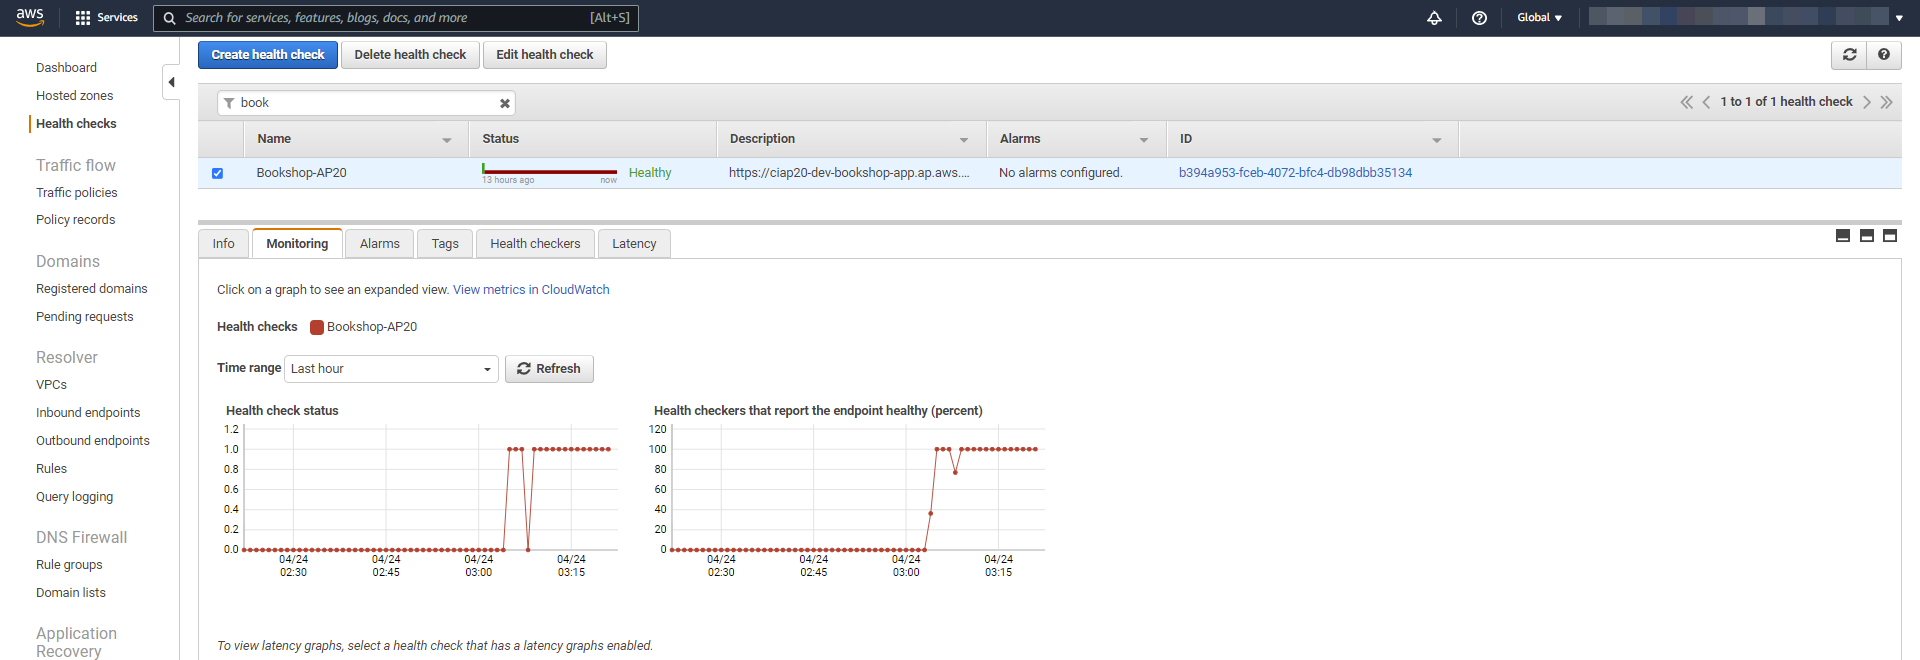 aws Services Search for services, features, blogs, docs, and more [Alt+S] Global
Dashboard
Hosted zones
Health checks
Traffic flow
Traffic policies
Policy records
Domains
Registered domains
Pending requests
Resolver
VPCs
Inbound endpoints
Outbound endpoints
Rules
Query logging
DNS Firewall
Rule groups
Domain lists
Application
Recovery
Create health check Delete health check Edit health check
book 1 to 1 of 1 health check
Name Status Description Alarms ID
Bookshop-AP20 Healthy https://ciap20-dev-bookshop-app.ap.aws.... No alarms configured. b394a953-fceb-4072-bfc4-db98dbb35134
13 hours ago now
Info Monitoring Alarms Tags Health checkers Latency
Click on a graph to see an expanded view. View metrics in CloudWatch
Health checks Bookshop-AP20
Time range Last hour Refresh
Health check status
1.2
1.0
0.8
0.6
0.4
0.2
0.0
04/24 04/24 04/24 04/24
02:30 02:45 03:00 03:15
Health checkers that report the endpoint healthy (percent)
120
100
80
60
40
20
0
04/24 04/24 04/24 04/24
02:30 02:45 03:00 03:15
To view latency graphs, select a health check that has a latency graphs enabled.